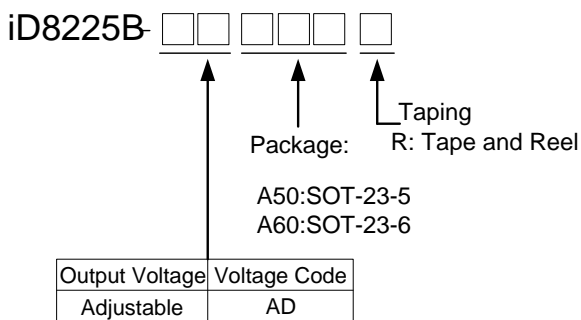 iD8225B-
Taping
R: Tape and Reel
Package:
A50:SOT-23-5
A60:SOT-23-6
Output Voltage Voltage Code
Adjustable AD